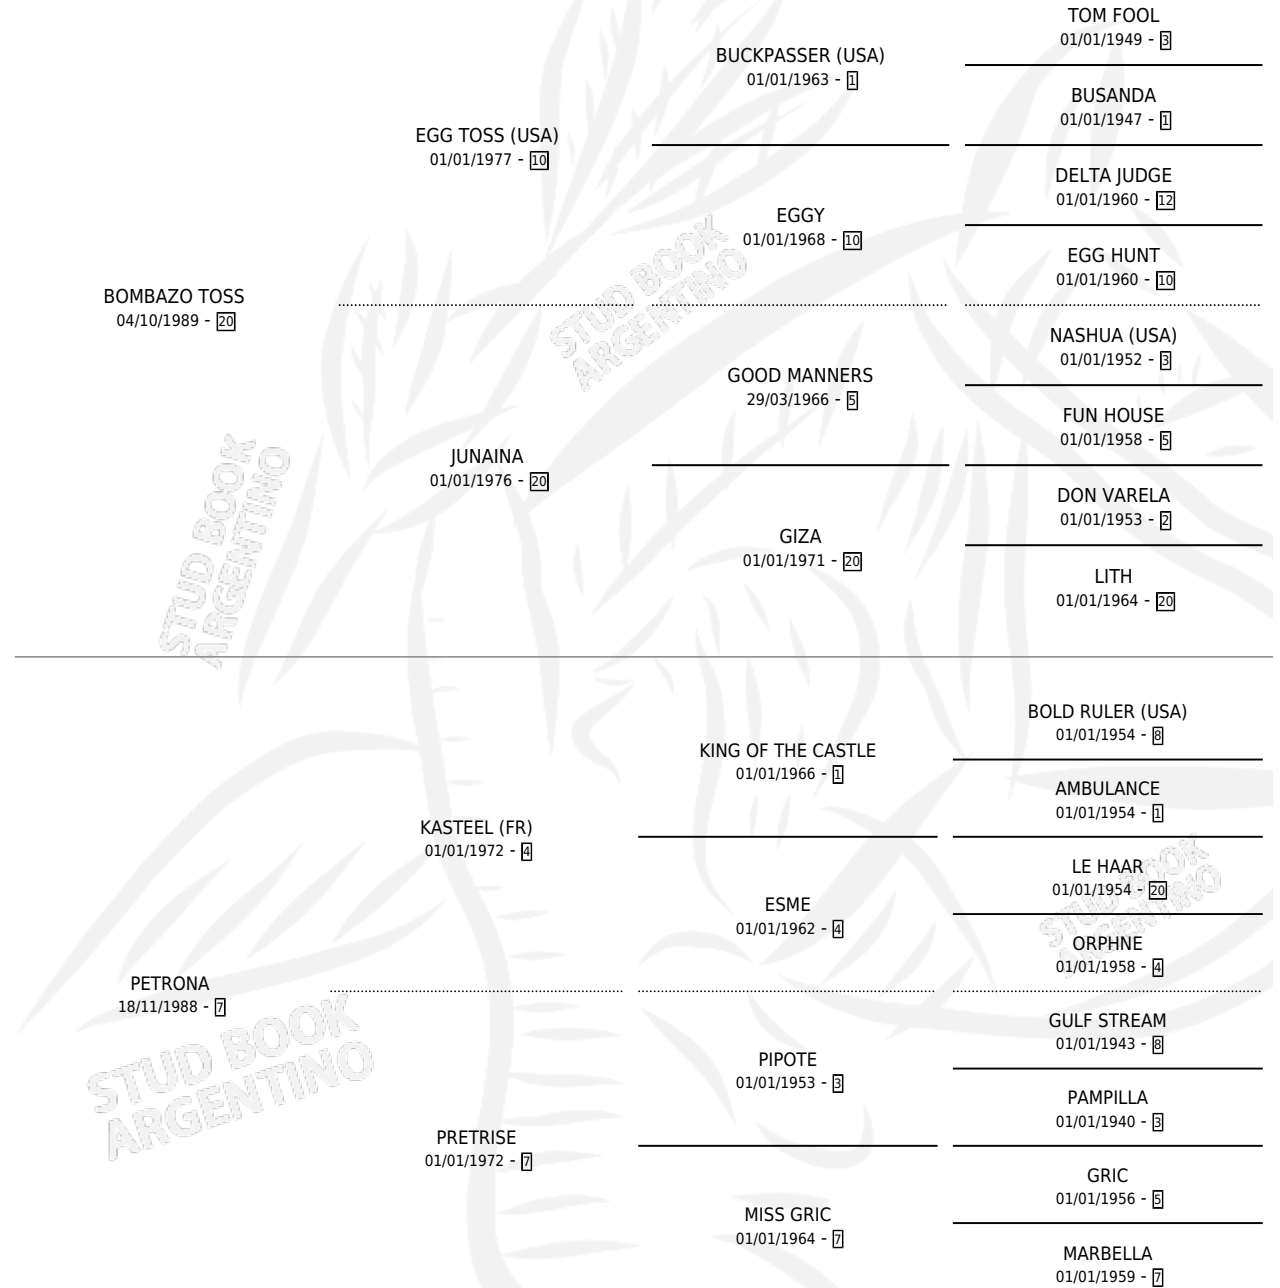 TOM FOOL
01/01/1949 - 3
BUCKPASSER (USA)
01/01/1963 - 1
BUSANDA
01/01/1947 - 1
EGG TOSS (USA)
01/01/1977 - 10
DELTA JUDGE
01/01/1960 - 12
EGGY
01/01/1968 - 10
EGG HUNT
01/01/1960 - 10
BOMBAZO TOSS
04/10/1989 - 20
STUD BOOK
ARGENTINO
NASHUA (USA)
01/01/1952 - 3
GOOD MANNERS
29/03/1966 - 5
FUN HOUSE
01/01/1958 - 5
JUNAINA
01/01/1976 - 20
DON VARELA
01/01/1953 - 2
GIZA
01/01/1971 - 20
LITH
01/01/1964 - 20
STUD BOOK
ARGENTINO
BOLD RULER (USA)
01/01/1954 - 8
KING OF THE CASTLE
01/01/1966 - 1
AMBULANCE
01/01/1954 - 1
KASTEEL (FR)
01/01/1972 - 4
LE HAAR
01/01/1954 - 20
ESME
01/01/1962 - 4
STUD BOOK
ARGENTINO
ORPHNE
01/01/1958 - 4
PETRONA
18/11/1988 - 7
GULF STREAM
01/01/1943 - 8
PIPOTE
01/01/1953 - 3
STUD BOOK
ARGENTINO
PAMPILLA
01/01/1940 - 3
PRETRISE
01/01/1972 - 7
GRIC
01/01/1956 - 5
MISS GRIC
01/01/1964 - 7
MARBELLA
01/01/1959 - 7